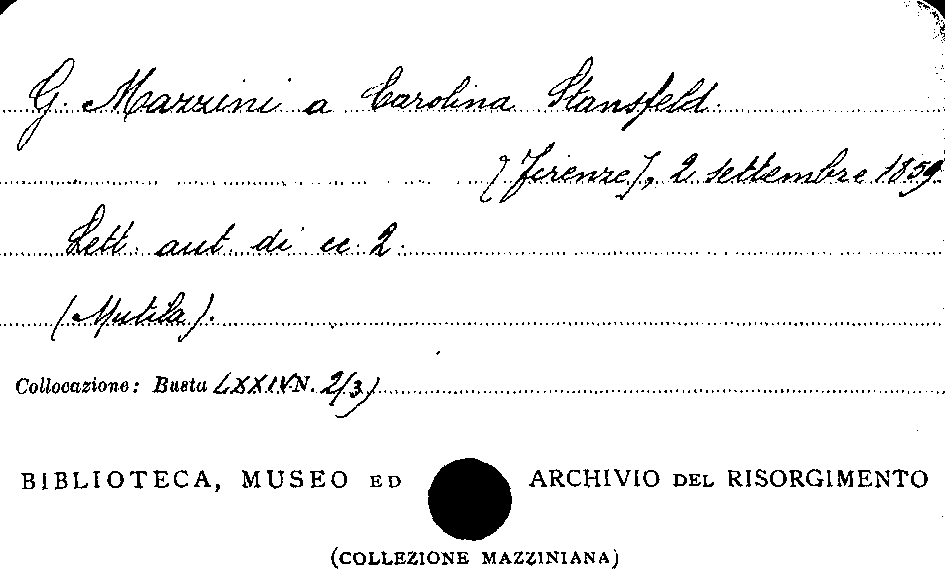 G. Mazzini a Carolina Stansfeld.
[Firenze], 2 settembre 1859.
Lett. aut. di cc. 2.
(Mutila).
Collocazione: Busta LXXIV N. 2/3)
BIBLIOTECA, MUSEO ED ARCHIVIO DEL RISORGIMENTO
(COLLEZIONE MAZZINIANA)